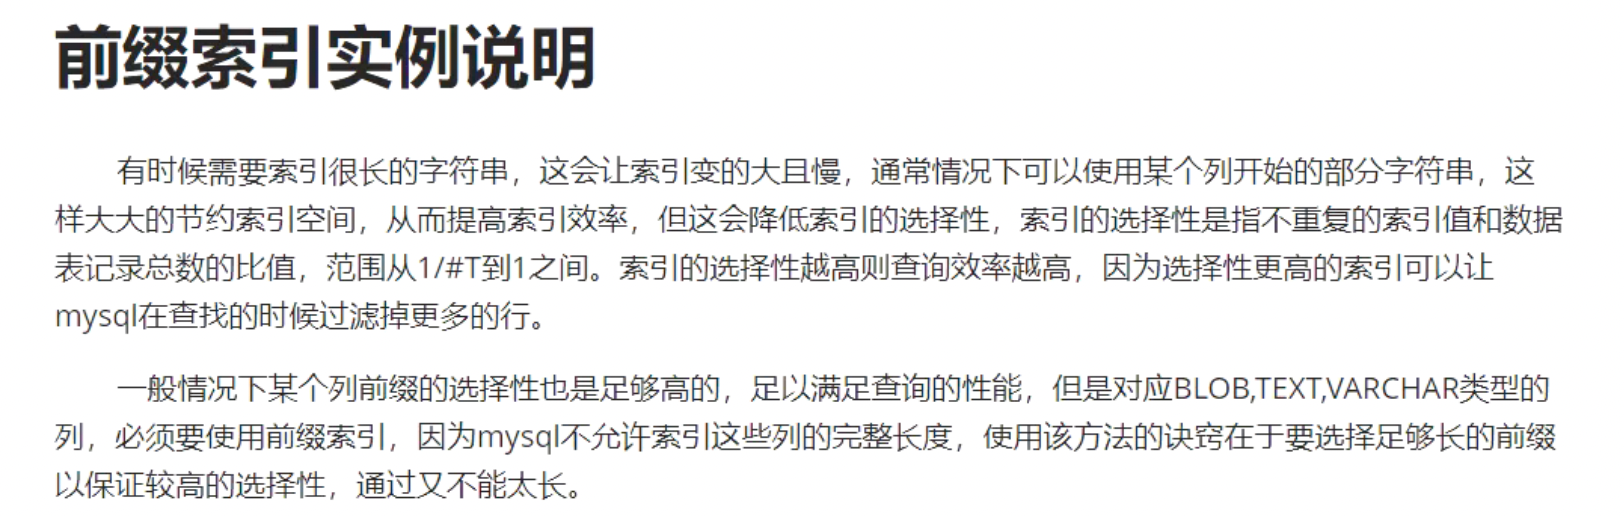 前缀索引实例说明
有时候需要索引很长的字符串，这会让索引变的大且慢，通常情况下可以使用某个列开始的部分字符串，这
样大大的节约索引空间，从而提高索引效率，但这会降低索引的选择性，索引的选择性是指不重复的索引值和数据
表记录总数的比值，范围从1/#T到1之间。索引的选择性越高则查询效率越高，因为选择性更高的索引可以让
mysql在查找的时候过滤掉更多的行。
一般情况下某个列前缀的选择性也是足够高的，足以满足查询的性能，但是对应BLOB,TEXT,VARCHAR类型的
列，必须要使用前缀索引，因为mysql不允许索引这些列的完整长度，使用该方法的诀窍在于要选择足够长的前缀
以保证较高的选择性，通过又不能太长。